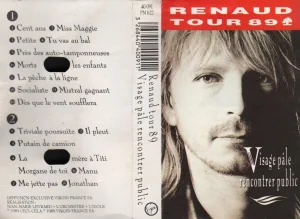 1
Cent ans Miss Maggie
Petite Tu vas au bal
Près des auto-tamponneuses
Morts les enfants
La pêche à la ligne
Socialiste Mistral gagnant
Dès que le vent soufflera
2
Triviale poursuite Il pleut
Putain de camion
La mère à Titi
Morgane de toi Manu
Me jette pas Jonathan
Renaud tour 89
Visage pâle rencontrer public
RENAUD
TOUR 89
Visage pâle
rencontrer public